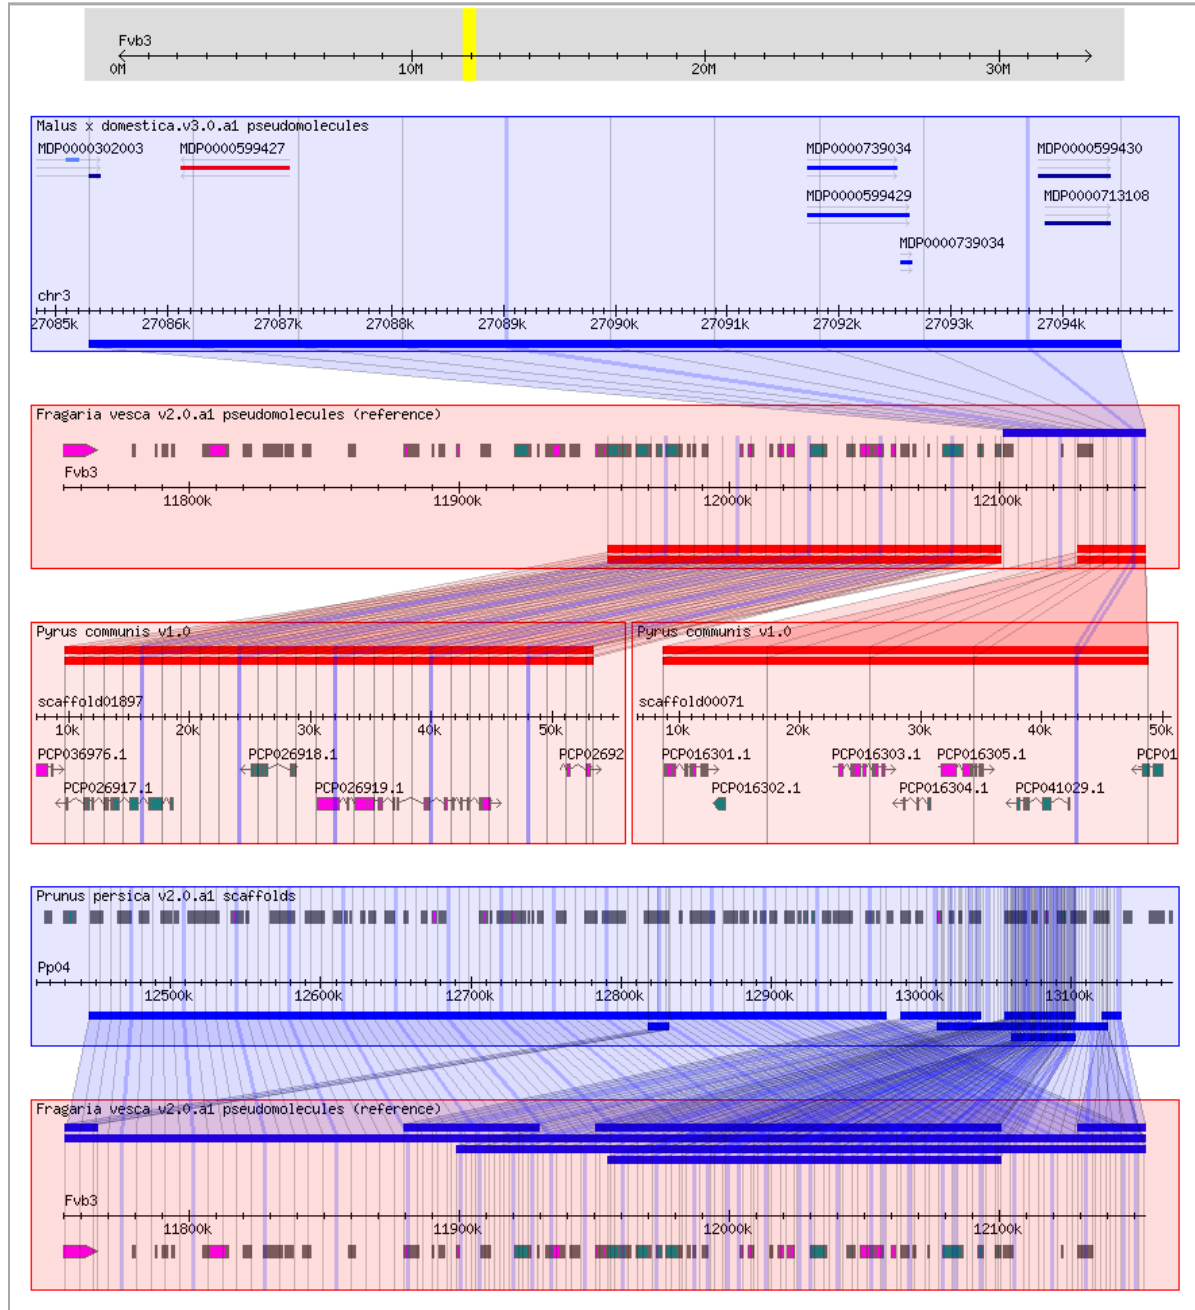 Fvb3
0M 10M 20M 30M
Malus x domestica.v3.0.a1 pseudomolecules
MDP0000302003 MDP0000599427 MDP0000739034 MDP0000599430
MDP0000599429 MDP0000713108
MDP0000739034
chr3
27085k 27086k 27087k 27088k 27089k 27090k 27091k 27092k 27093k 27094k
Fragaria vesca v2.0.a1 pseudomolecules (reference)
Fvb3
11800k 11900k 12000k 12100k
Pyrus communis v1.0
scaffold01897
10k 20k 30k 40k 50k
PCP036976.1 PCP026918.1 PCP02692
PCP026917.1 PCP026919.1
Pyrus communis v1.0
scaffold00071
10k 20k 30k 40k 50k
PCP016301.1 PCP016303.1 PCP016305.1 PCP01
PCP016302.1 PCP016304.1 PCP041029.1
Prunus persica v2.0.a1 scaffolds
Pp04
12500k 12600k 12700k 12800k 12900k 13000k 13100k
Fragaria vesca v2.0.a1 pseudomolecules (reference)
Fvb3
11800k 11900k 12000k 12100k